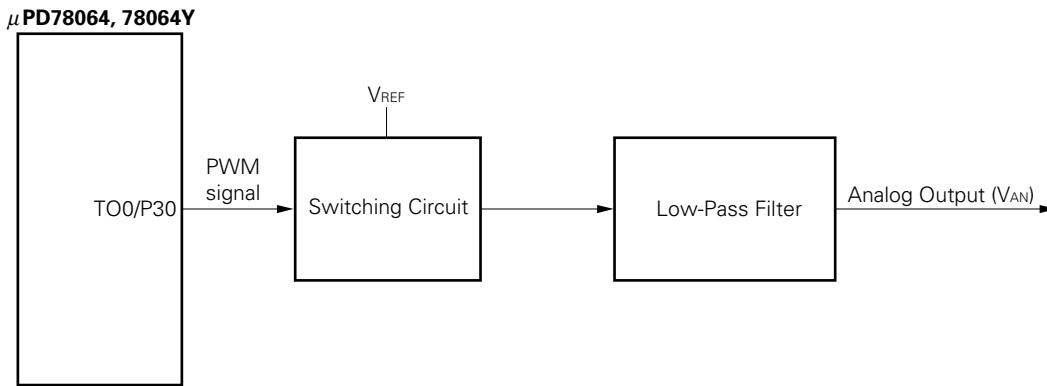 μPD78064, 78064Y
VREF
PWM
signal
TO0/P30
Switching Circuit
Low-Pass Filter
Analog Output (VAN)